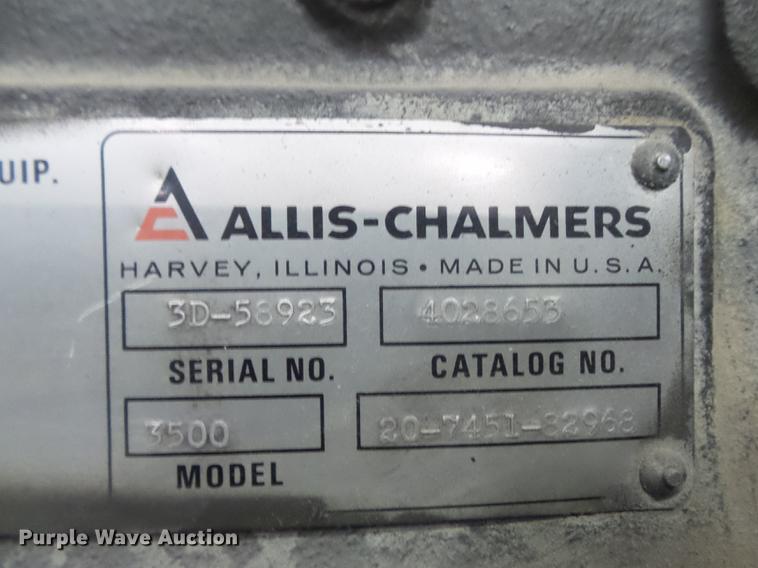 UIP.
ALLIS-CHALMERS
HARVEY, ILLINOIS • MADE IN U.S.A.
3D-58923 4028653
SERIAL NO. CATALOG NO.
3500 20-7451-82968
MODEL
Purple Wave Auction®